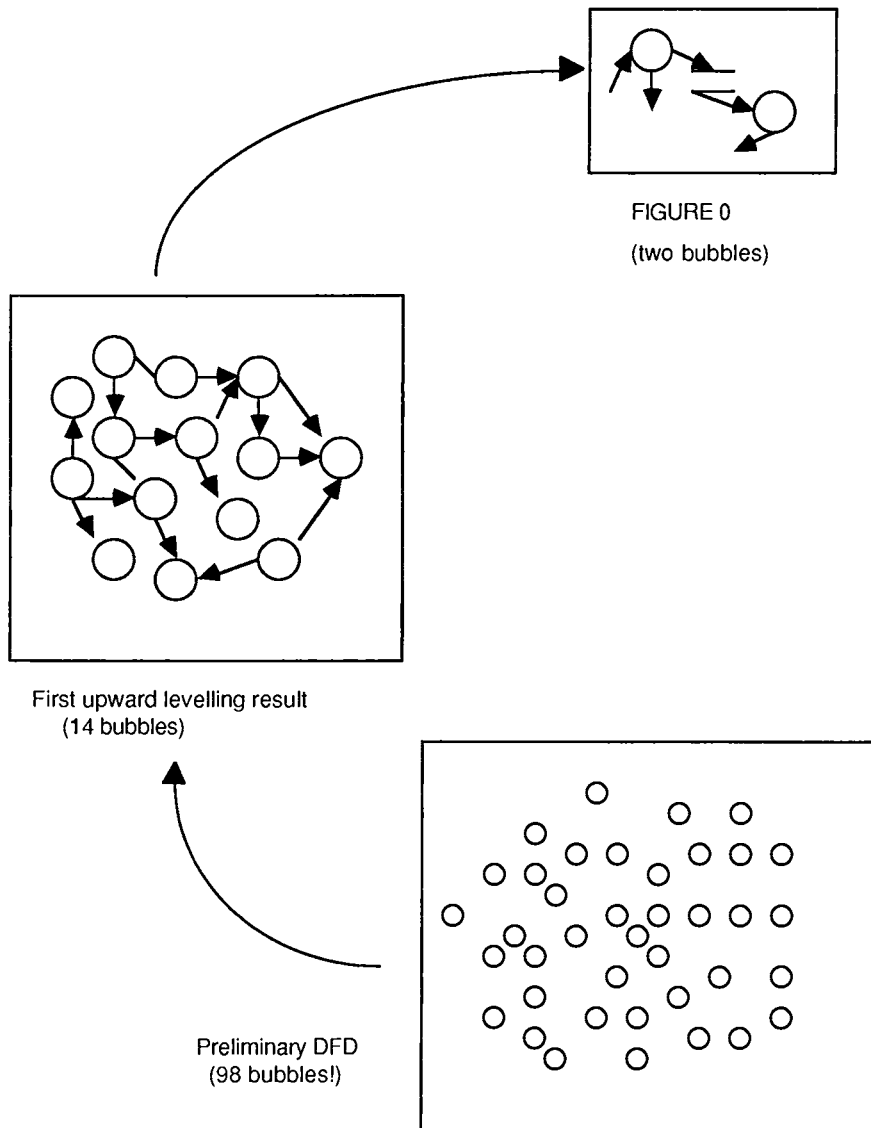 FIGURE 0
(two bubbles)
First upward levelling result
(14 bubbles)
Preliminary DFD
(98 bubbles!)